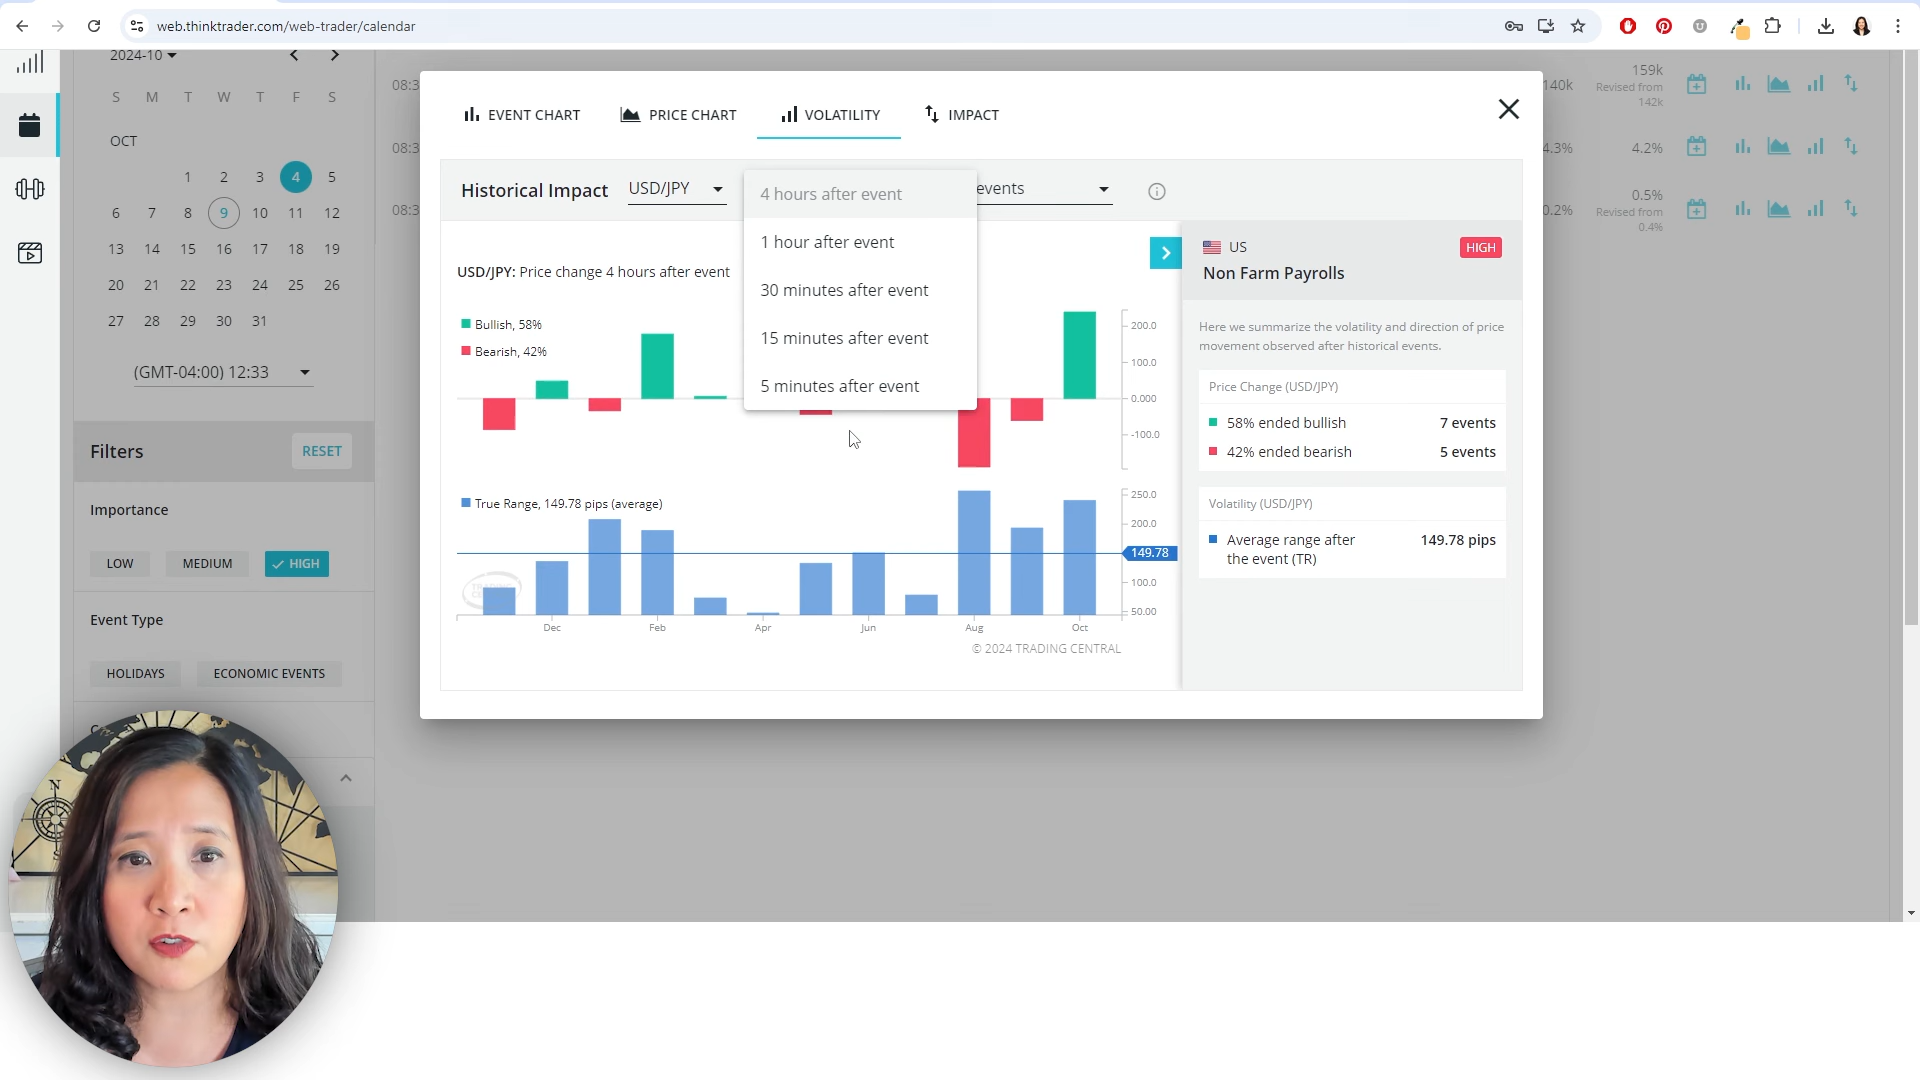 web.thinktrader.com/web-trader/calendar
2024-10
S M T W T F S
OCT
1 2 3 4 5
6 7 8 9 10 11 12
13 14 15 16 17 18 19
20 21 22 23 24 25 26
27 28 29 30 31
(GMT-04:00) 12:33
Filters RESET
Importance
LOW MEDIUM HIGH
Event Type
HOLIDAYS ECONOMIC EVENTS
EVENT CHART PRICE CHART VOLATILITY IMPACT
Historical Impact USD/JPY
4 hours after event
1 hour after event
30 minutes after event
15 minutes after event
5 minutes after event
events
USD/JPY: Price change 4 hours after event
Bullish, 58%
Bearish, 42%
200.0
100.0
0.000
-100.0
True Range, 149.78 pips (average)
250.0
200.0
149.78
100.0
50.00
Dec Feb Apr Jun Aug Oct
© 2024 TRADING CENTRAL
US HIGH
Non Farm Payrolls
Here we summarize the volatility and direction of price
movement observed after historical events.
Price Change (USD/JPY)
58% ended bullish 7 events
42% ended bearish 5 events
Volatility (USD/JPY)
Average range after 149.78 pips
the event (TR)
08:3
140k 159k
Revised from
142k
08:3
4.3% 4.2%
08:3
0.2% 0.5%
Revised from
0.4%
N